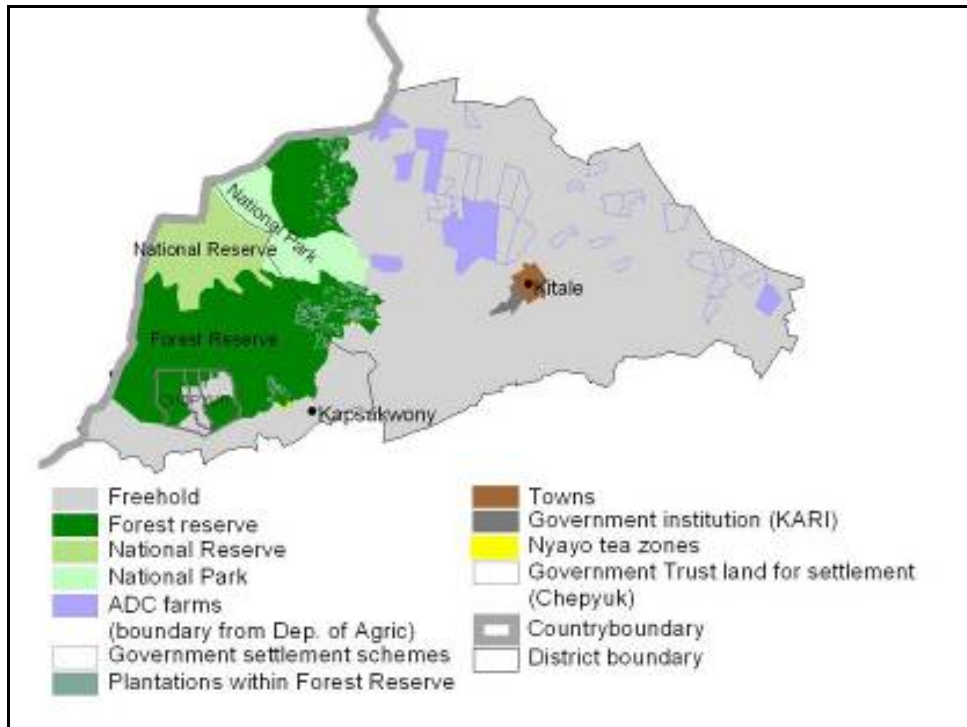 National Park
National Reserve
Kitale
Forest Reserve
Kapsakwony
Freehold
Forest reserve
National Reserve
National Park
ADC farms
(boundary from Dep. of Agric)
Government settlement schemes
Plantations within Forest Reserve
Towns
Government institution (KARI)
Nyayo tea zones
Government Trust land for settlement
(Chepyuk)
Countryboundary
District boundary